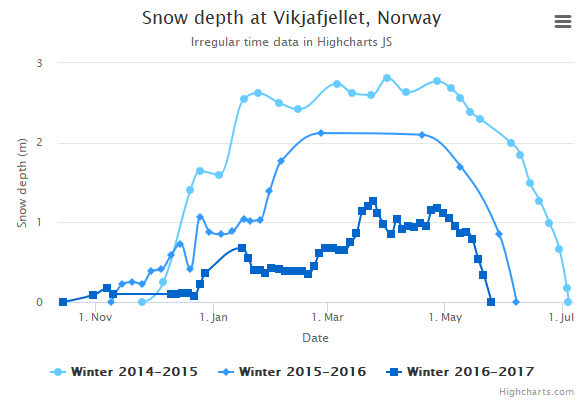 Snow depth at Vikjafjellet, Norway
Irregular time data in Highcharts JS
Snow depth (m)
3
2
1
0
1. Nov
1. Jan
1. Mar
1. May
1. Jul
Date
Winter 2014-2015
Winter 2015-2016
Winter 2016-2017
Highcharts.com